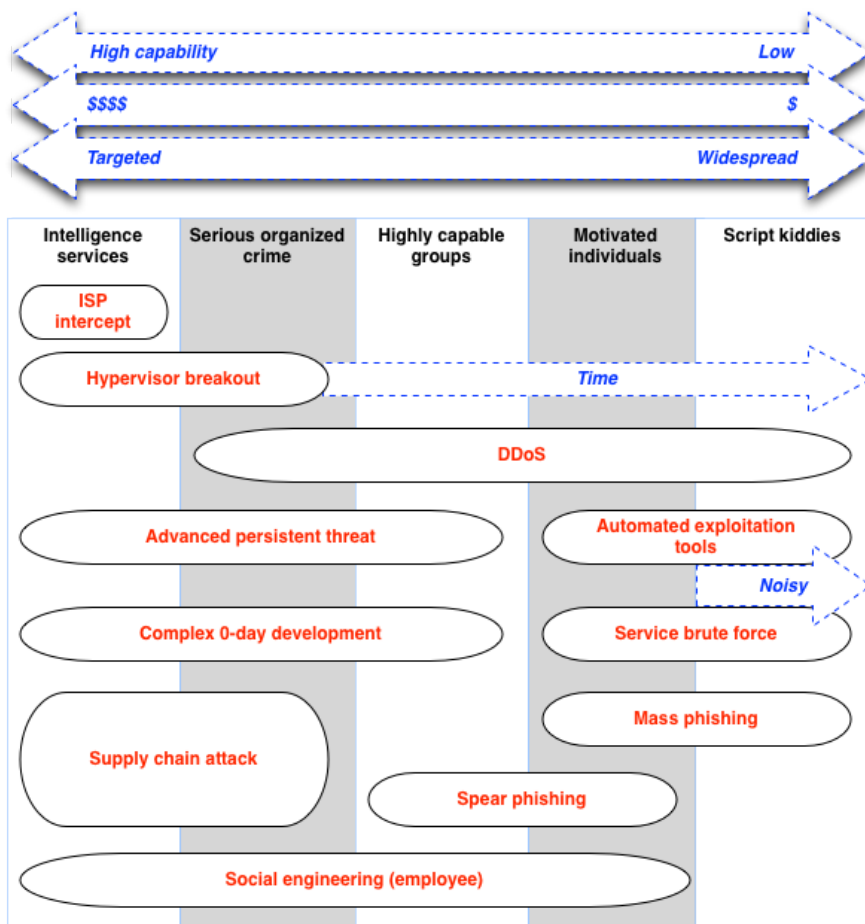 High capability Low
$$$$ $
Targeted Widespread
Intelligence services
Serious organized crime
Highly capable groups
Motivated individuals
Script kiddies
ISP
intercept
Hypervisor breakout
Time
DDoS
Advanced persistent threat
Automated exploitation
tools
Noisy
Complex 0-day development
Service brute force
Mass phishing
Supply chain attack
Spear phishing
Social engineering (employee)